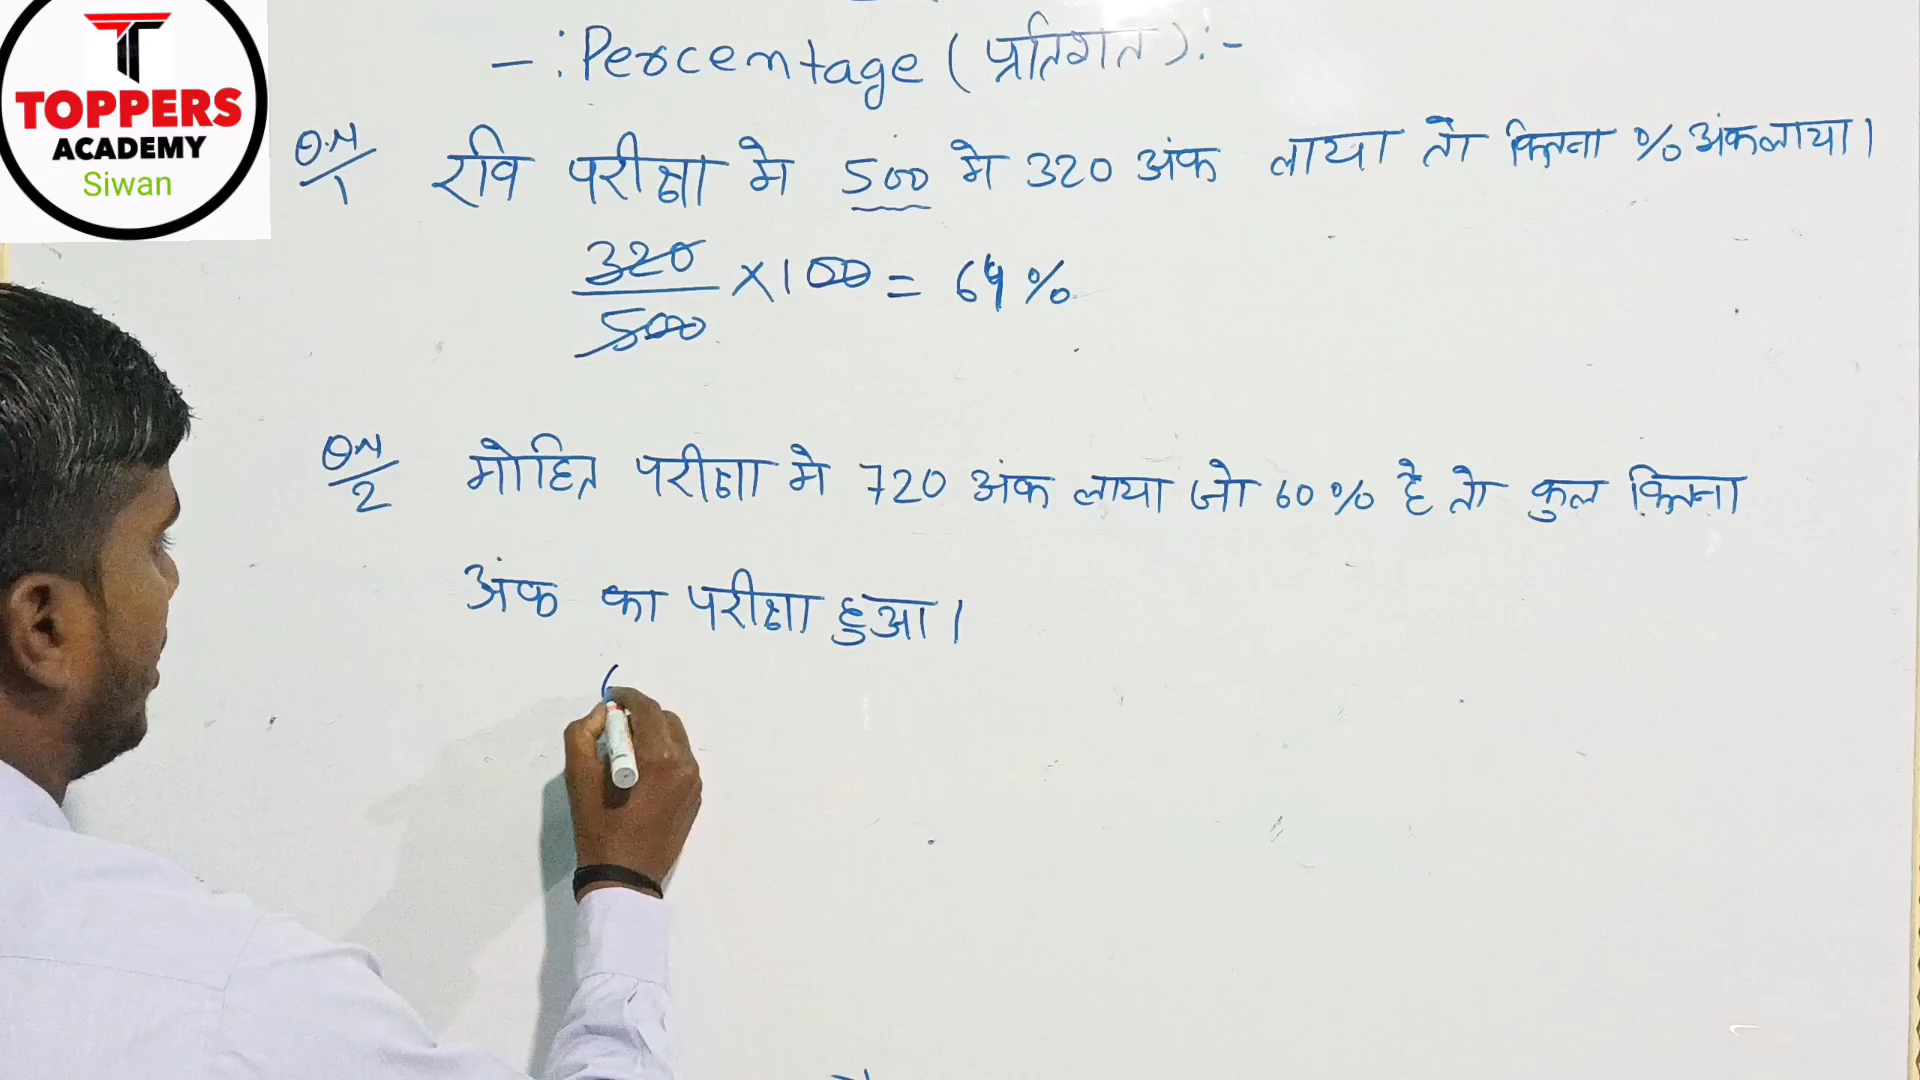 TOPPERS
ACADEMY
Siwan
-: Percentage (प्रतिशत):-
Q.N 1 रवि परीक्षा मे 500 मे 320 अंक लाया तो कितना % अंक लाया।
320/500 × 100 = 64%
Q.N 2 मोहित परीक्षा मे 720 अंक लाया जो 60% है तो कुल कितना
अंक का परीक्षा हुआ।